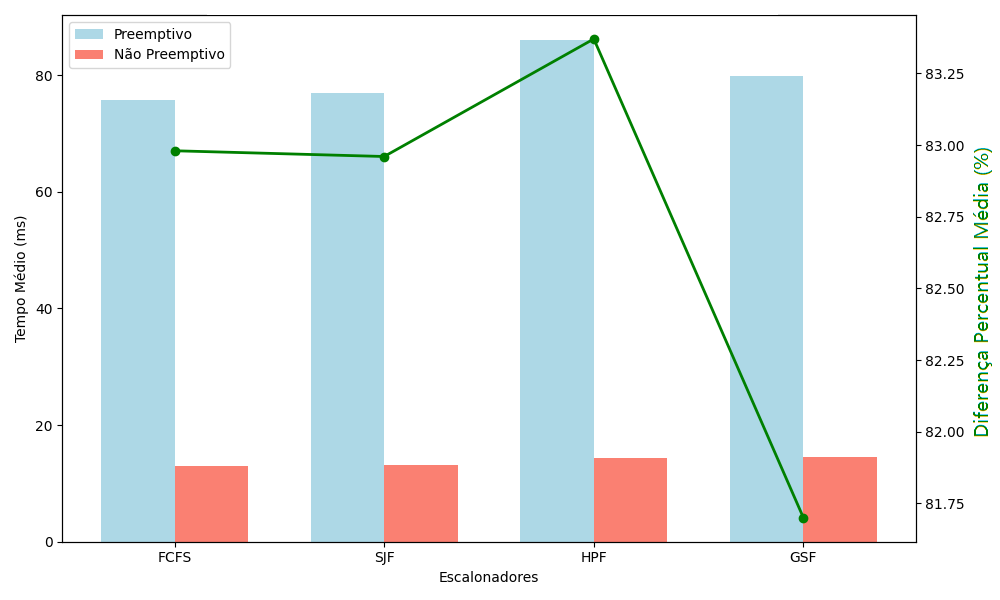 Preemptivo
Não Preemptivo
Tempo Médio (ms)
80
60
40
20
0
83.25
83.00
82.75
82.50
82.25
82.00
81.75
Diferença Percentual Média (%)
FCFS
SJF
HPF
GSF
Escalonadores